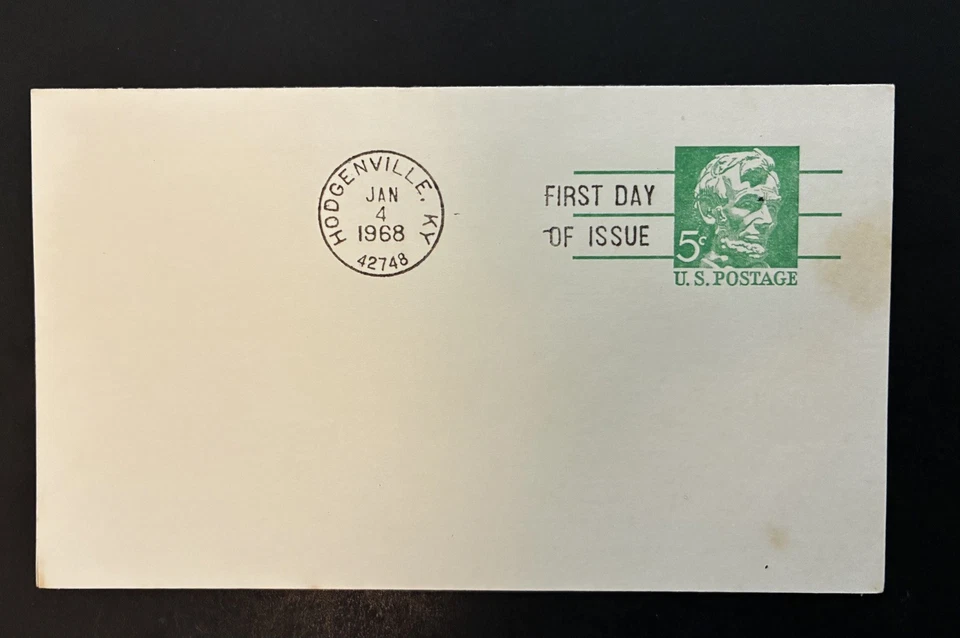 HODGENVILLE, KY
JAN
4
1968
42748
FIRST DAY
OF ISSUE
5c
U.S. POSTAGE